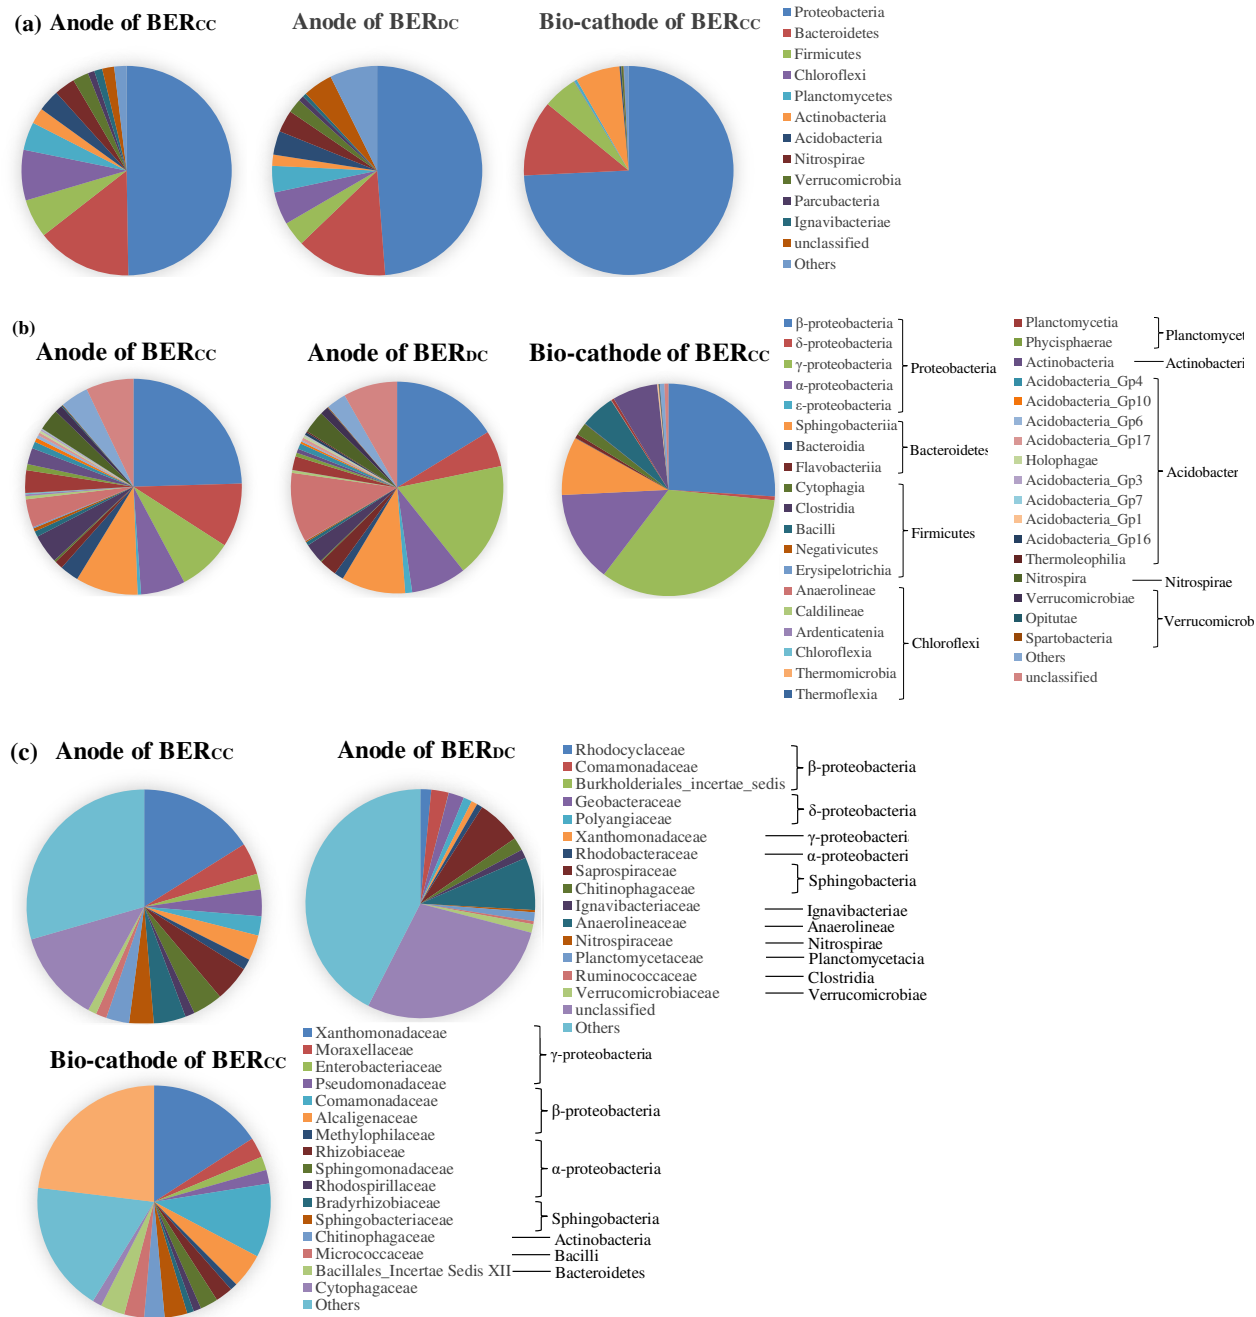 (a) Anode of BERCC
Anode of BERDC
Bio-cathode of BERCC
Proteobacteria
Bacteroidetes
Firmicutes
Chloroflexi
Planctomycetes
Actinobacteria
Acidobacteria
Nitrospirae
Verrucomicrobia
Parcubacteria
Ignavibacteriae
unclassified
Others
(b)
Anode of BERCC
Anode of BERDC
Bio-cathode of BERCC
β-proteobacteria
δ-proteobacteria
γ-proteobacteria
α-proteobacteria
ε-proteobacteria
Sphingobacteriia
Bacteroidia
Flavobacteriia
Cytophagia
Clostridia
Bacilli
Negativicutes
Erysipelotrichia
Anaerolineae
Caldilineae
Ardenticatenia
Chloroflexia
Thermomicrobia
Thermoflexia
Proteobacteria
Bacteroidetes
Firmicutes
Chloroflexi
Planctomycetia
Phycisphaerae
Actinobacteria
Acidobacteria_Gp4
Acidobacteria_Gp10
Acidobacteria_Gp6
Acidobacteria_Gp17
Holophagae
Acidobacteria_Gp3
Acidobacteria_Gp7
Acidobacteria_Gp1
Acidobacteria_Gp16
Thermoleophilia
Nitrospira
Verrucomicrobiae
Opitutae
Spartobacteria
Others
unclassified
Planctomycet
Actinobacteri
Acidobacter
Nitrospirae
Verrucomicrob
(c) Anode of BERCC
Anode of BERDC
Rhodocyclaceae
Comamonadaceae
Burkholderiales_incertae_sedis
Geobacteraceae
Polyangiaceae
Xanthomonadaceae
Rhodobacteraceae
Saprospiraceae
Chitinophagaceae
Ignavibacteriaceae
Anaerolineaceae
Nitrospiraceae
Planctomycetaceae
Ruminococcaceae
Verrucomicrobiaceae
unclassified
Others
β-proteobacteria
δ-proteobacteria
γ-proteobacteri
α-proteobacteri
Sphingobacteria
Ignavibacteriae
Anaerolineae
Nitrospirae
Planctomycetacia
Clostridia
Verrucomicrobiae
Bio-cathode of BERCC
Xanthomonadaceae
Moraxellaceae
Enterobacteriaceae
Pseudomonadaceae
Comamonadaceae
Alcaligenaceae
Methylophilaceae
Rhizobiaceae
Sphingomonadaceae
Rhodospirillaceae
Bradyrhizobiaceae
Sphingobacteriaceae
Chitinophagaceae
Micrococcaceae
Bacillales_Incertae Sedis XII
Cytophagaceae
Others
γ-proteobacteria
β-proteobacteria
α-proteobacteria
Sphingobacteria
Actinobacteria
Bacilli
Bacteroidetes